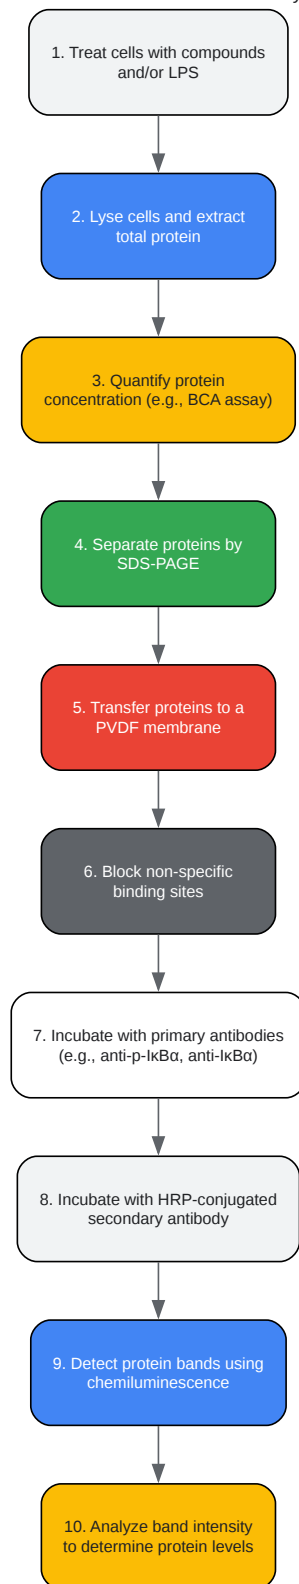 1. Treat cells with compounds
and/or LPS
2. Lyse cells and extract
total protein
3. Quantify protein
concentration (e.g., BCA assay)
4. Separate proteins by
SDS-PAGE
5. Transfer proteins to a
PVDF membrane
6. Block non-specific
binding sites
7. Incubate with primary antibodies
(e.g., anti-p-IκBα, anti-IκBα)
8. Incubate with HRP-conjugated
secondary antibody
9. Detect protein bands using
chemiluminescence
10. Analyze band intensity
to determine protein levels